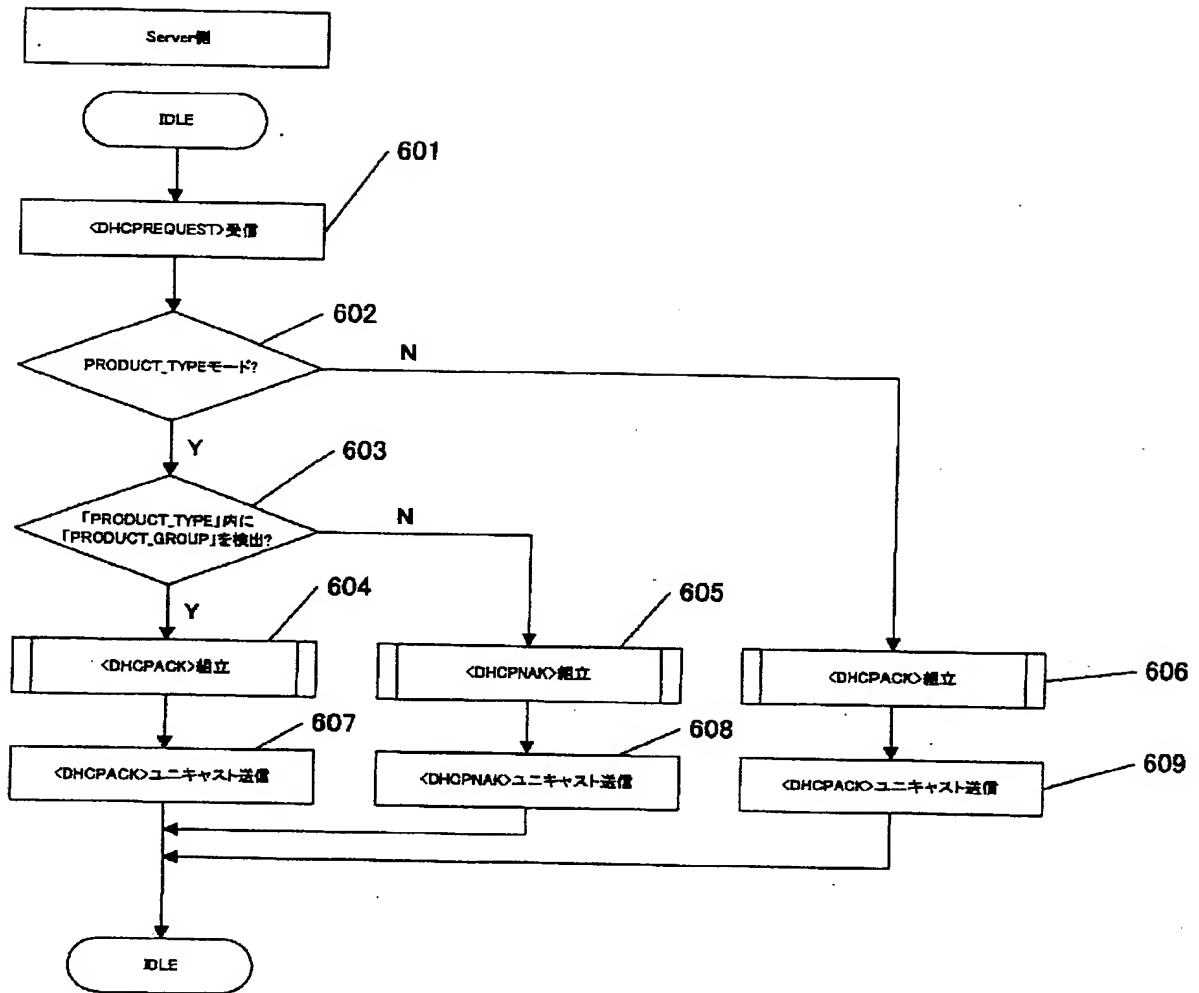 Server側
IDLE
601
<DHCPREQUEST>受信
602
PRODUCT_TYPEモード?
N
Y
603
「PRODUCT_TYPE」内に
「PRODUCT_GROUP」を検出?
N
Y
604
605
<DHCPACK>組立
<DHCPNAK>組立
<DHCPACK>組立
606
607
608
<DHCPACK>ユニキャスト送信
<DHCPNAK>ユニキャスト送信
<DHCPACK>ユニキャスト送信
609
IDLE